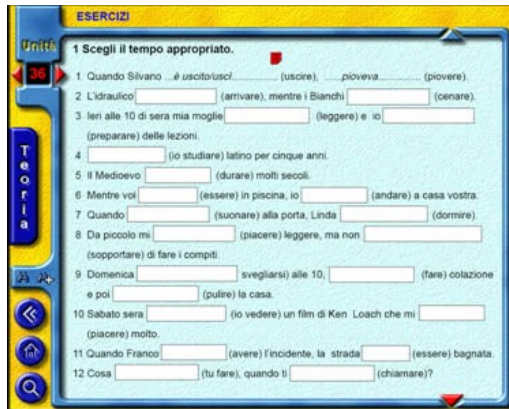 ESERCIZI
Unità
36
1 Scegli il tempo appropriato.
1 Quando Silvano ...è uscito/uscì.............. (uscire), ......pioveva............. (piovere).
2 L'idraulico (arrivare), mentre i Bianchi (cenare).
3 Ieri alle 10 di sera mia moglie (leggere) e io
(preparare) delle lezioni.
4 (io studiare) latino per cinque anni.
5 Il Medioevo (durare) molti secoli.
6 Mentre voi (essere) in piscina, io (andare) a casa vostra.
7 Quando (suonare) alla porta, Linda (dormire).
8 Da piccolo mi (piacere) leggere, ma non
(sopportare) di fare i compiti.
9 Domenica svegliarsi) alle 10, (fare) colazione
e poi (pulire) la casa.
10 Sabato sera (io vedere) un film di Ken Loach che mi
(piacere) molto.
11 Quando Franco (avere) l'incidente, la strada (essere) bagnata.
12 Cosa (tu fare), quando ti (chiamare)?
Teoria